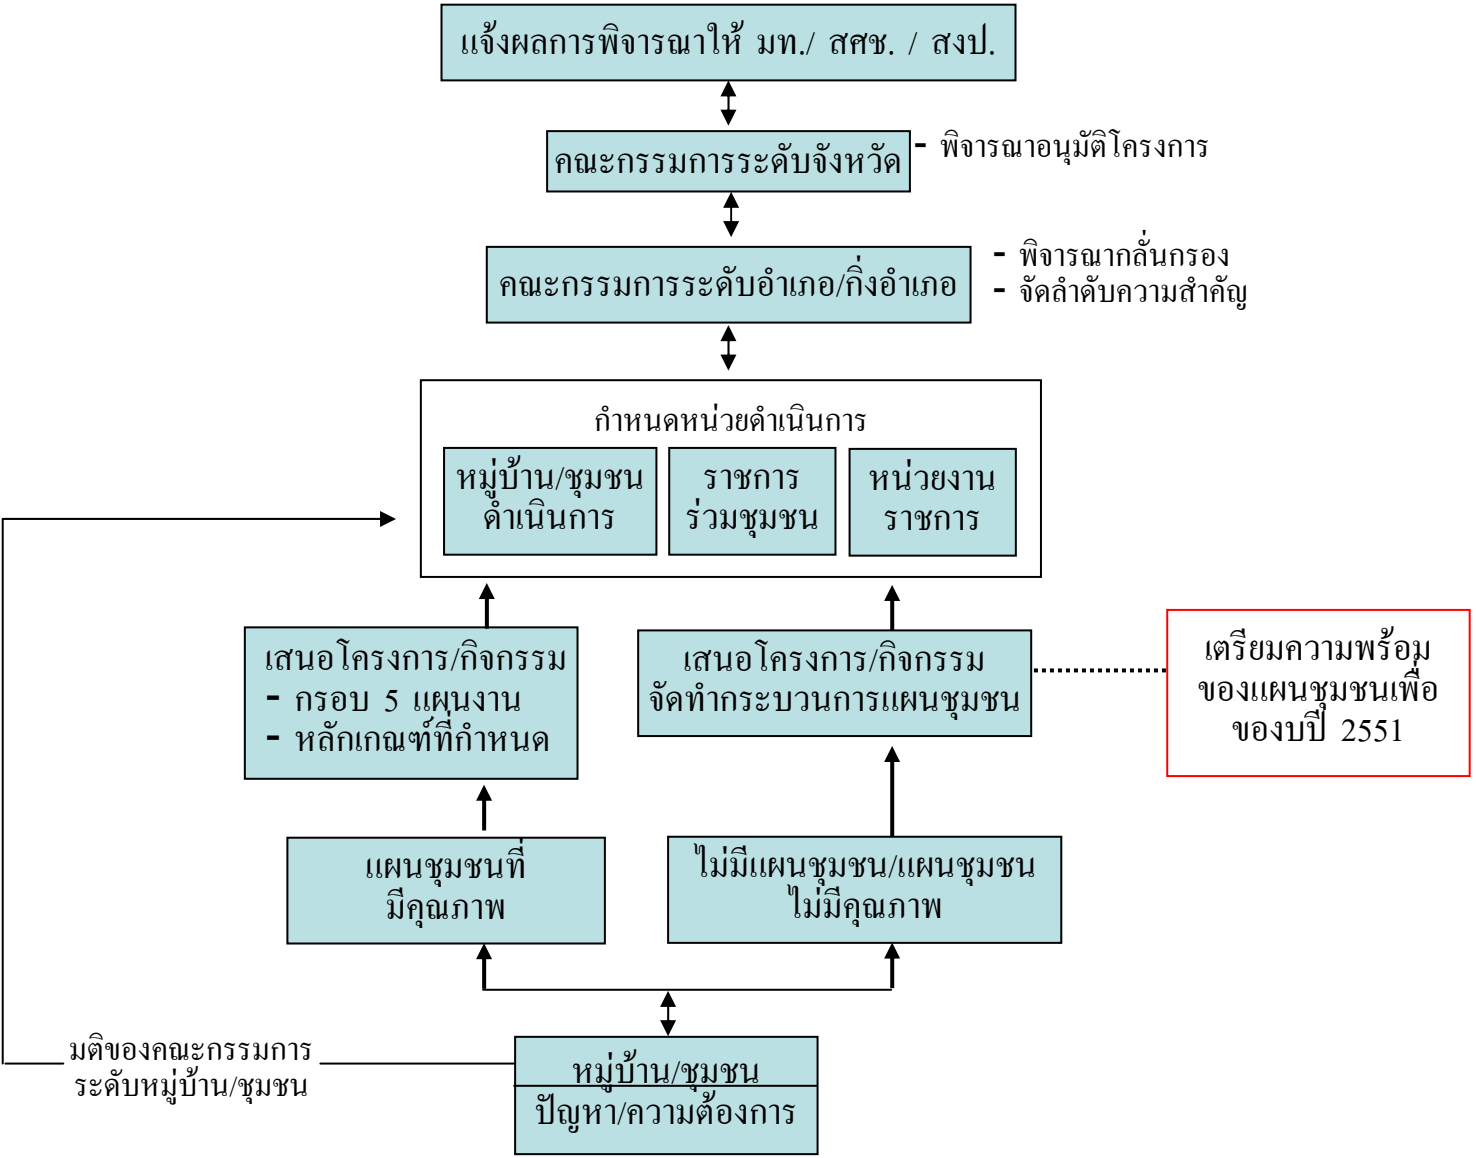 แจ้งผลการพิจารณาให้ มท./ สศช. / สงป.
คณะกรรมการระดับจังหวัด
- พิจารณาอนุมัติโครงการ
คณะกรรมการระดับอำเภอ/กิ่งอำเภอ
- พิจารณากลั่นกรอง
- จัดลำดับความสำคัญ
กำหนดหน่วยดำเนินการ
หมู่บ้าน/ชุมชน
ดำเนินการ
ราชการ
ร่วมชุมชน
หน่วยงาน
ราชการ
เสนอโครงการ/กิจกรรม
- กรอบ 5 แผนงาน
- หลักเกณฑ์ที่กำหนด
เสนอโครงการ/กิจกรรม
จัดทำกระบวนการแผนชุมชน
เตรียมความพร้อม
ของแผนชุมชนเพื่อ
ของบปี 2551
แผนชุมชนที่
มีคุณภาพ
ไม่มีแผนชุมชน/แผนชุมชน
ไม่มีคุณภาพ
มติของคณะกรรมการ
ระดับหมู่บ้าน/ชุมชน
หมู่บ้าน/ชุมชน
ปัญหา/ความต้องการ